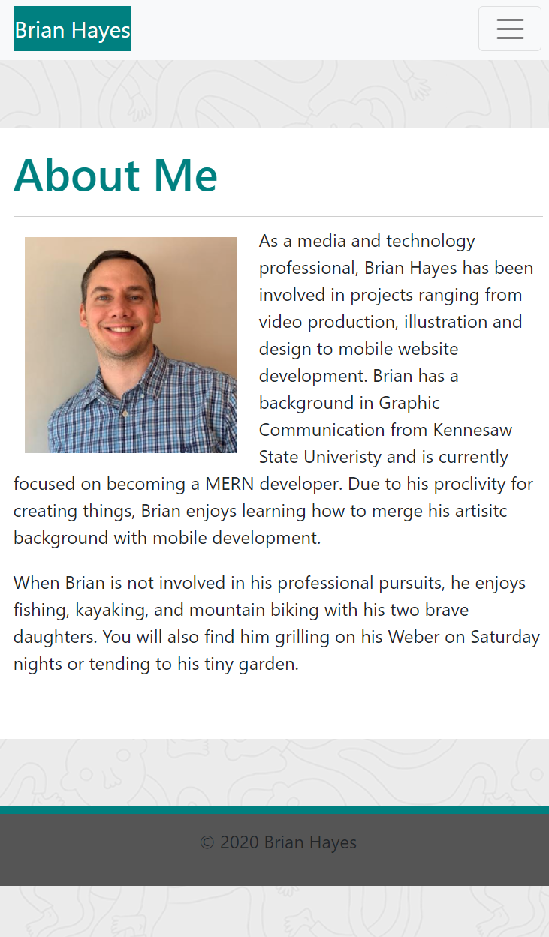 Brian Hayes
About Me
As a media and technology
professional, Brian Hayes has been
involved in projects ranging from
video production, illustration and
design to mobile website
development. Brian has a
background in Graphic
Communication from Kennesaw
State Univeristy and is currently
focused on becoming a MERN developer. Due to his proclivity for
creating things, Brian enjoys learning how to merge his artisitc
background with mobile development.
When Brian is not involved in his professional pursuits, he enjoys
fishing, kayaking, and mountain biking with his two brave
daughters. You will also find him grilling on his Weber on Saturday
nights or tending to his tiny garden.
© 2020 Brian Hayes